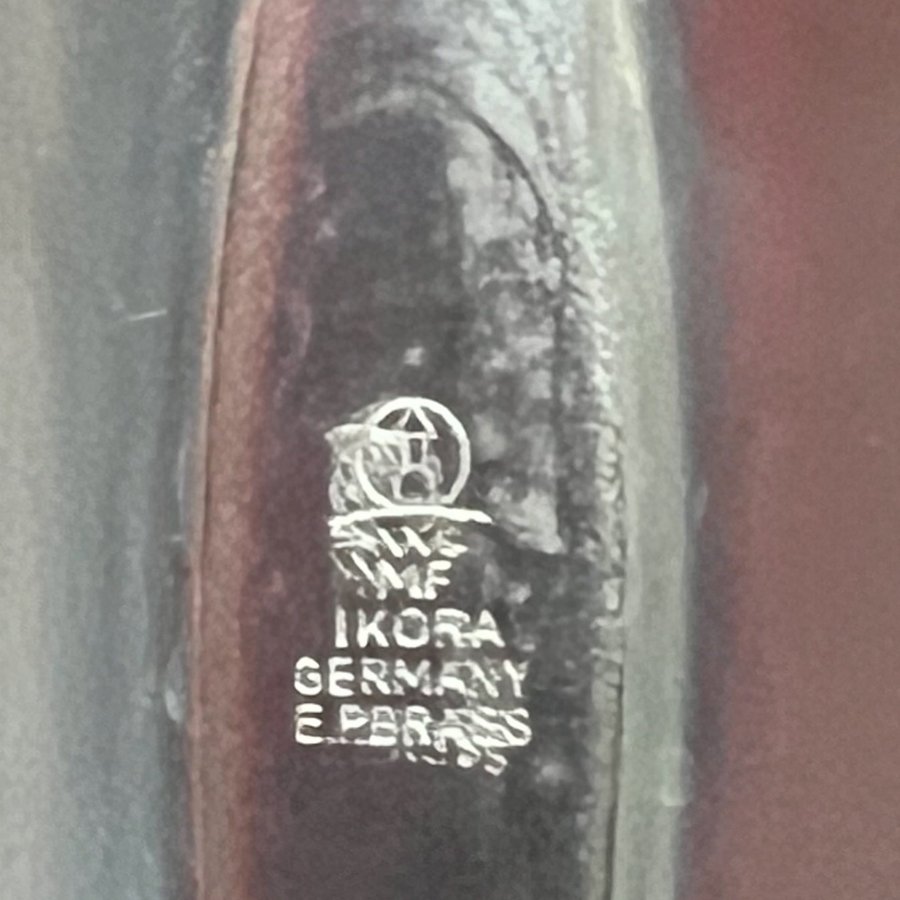 WMF
IKORA
GERMANY
E.P.BRASS